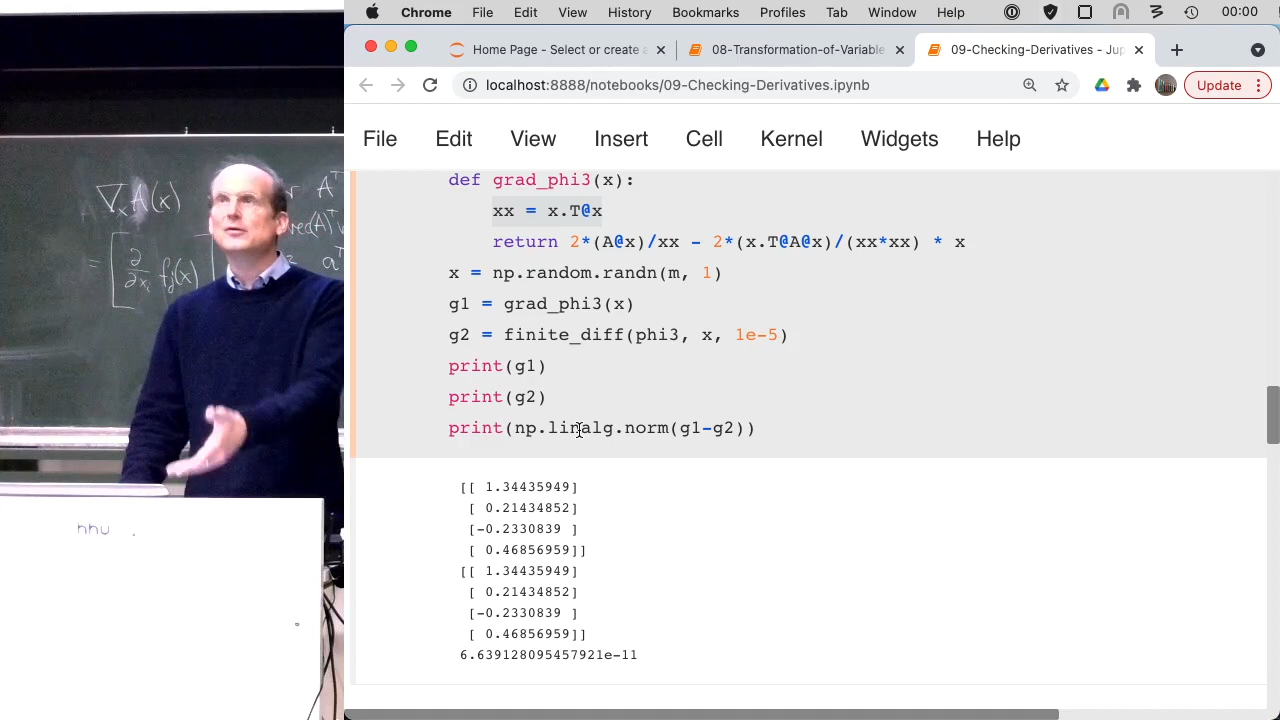 Chrome File Edit View History Bookmarks Profiles Tab Window Help 00:00
Home Page - Select or create a
08-Transformation-of-Variable
09-Checking-Derivatives - Jup
localhost:8888/notebooks/09-Checking-Derivatives.ipynb
Update
File Edit View Insert Cell Kernel Widgets Help
def grad_phi3(x):
xx = x.T@x
return 2*(A@x)/xx - 2*(x.T@A@x)/(xx*xx) * x
x = np.random.randn(m, 1)
g1 = grad_phi3(x)
g2 = finite_diff(phi3, x, 1e-5)
print(g1)
print(g2)
print(np.linalg.norm(g1-g2))
[[ 1.34435949]
[ 0.21434852]
[-0.2330839 ]
[ 0.46856959]]
[[ 1.34435949]
[ 0.21434852]
[-0.2330839 ]
[ 0.46856959]]
6.639128095457921e-11
∇ₓA(x)
= [∂/∂xᵢ fⱼ(x)